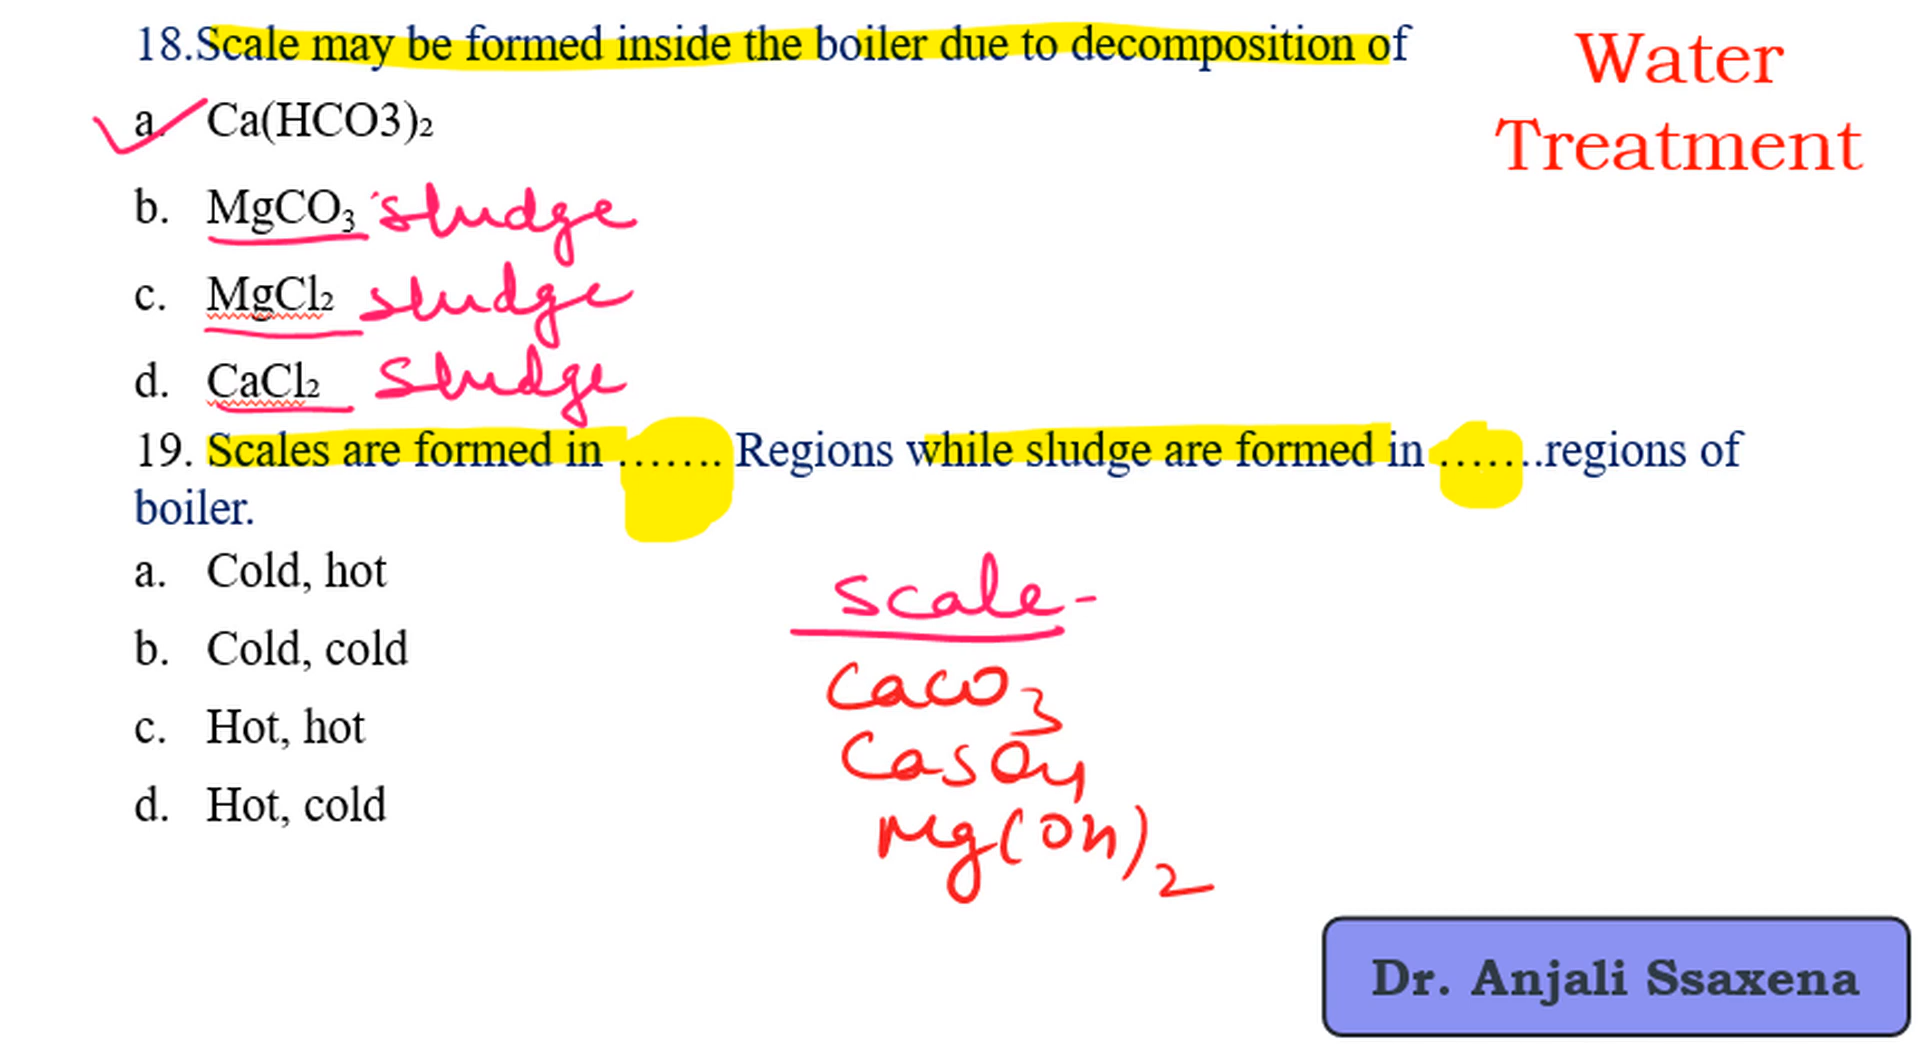 18.Scale may be formed inside the boiler due to decomposition of
Water
Treatment
a. Ca(HCO3)₂
b. MgCO₃ sludge
c. MgCl₂ sludge
d. CaCl₂ sludge
19. Scales are formed in ……. Regions while sludge are formed in …….regions of
boiler.
a. Cold, hot
b. Cold, cold
c. Hot, hot
d. Hot, cold
scale-
CaCO₃
CaSO₄
Mg(OH)₂
Dr. Anjali Ssaxena